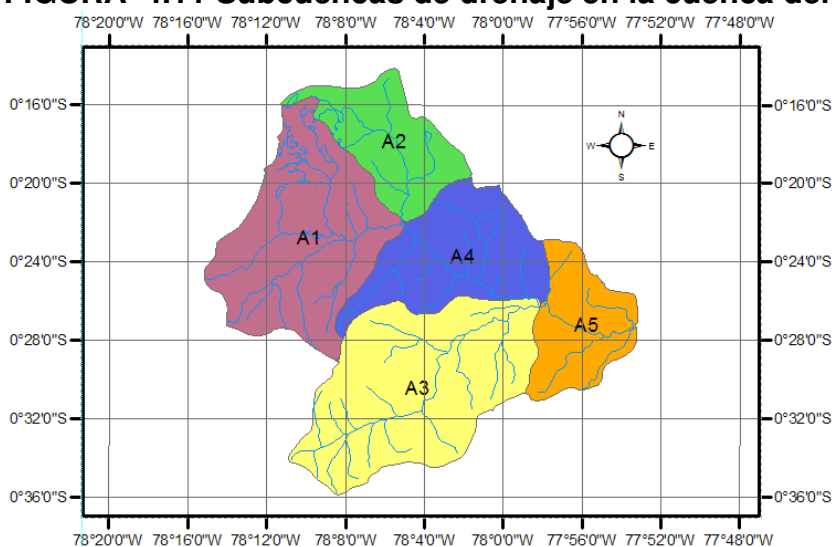 FIGURA 4.11 Subcuencas de drenaje en la cuenca del
78°20'0"W 78°16'0"W 78°12'0"W 78°8'0"W 78°4'0"W 78°0'0"W 77°56'0"W 77°52'0"W 77°48'0"W
0°16'0"S 0°16'0"S
N
A2
W E
S
0°20'0"S 0°20'0"S
A1
A4
0°24'0"S 0°24'0"S
A5
0°28'0"S 0°28'0"S
A3
0°32'0"S 0°32'0"S
0°36'0"S 0°36'0"S
78°20'0"W 78°16'0"W 78°12'0"W 78°8'0"W 78°4'0"W 78°0'0"W 77°56'0"W 77°52'0"W 77°48'0"W